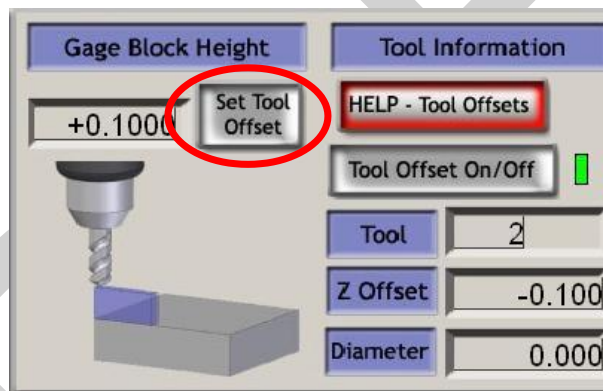 Gage Block Height
+0.1000
Set Tool
Offset
Tool Information
HELP - Tool Offsets
Tool Offset On/Off
Tool
2
Z Offset
-0.100
Diameter
0.000